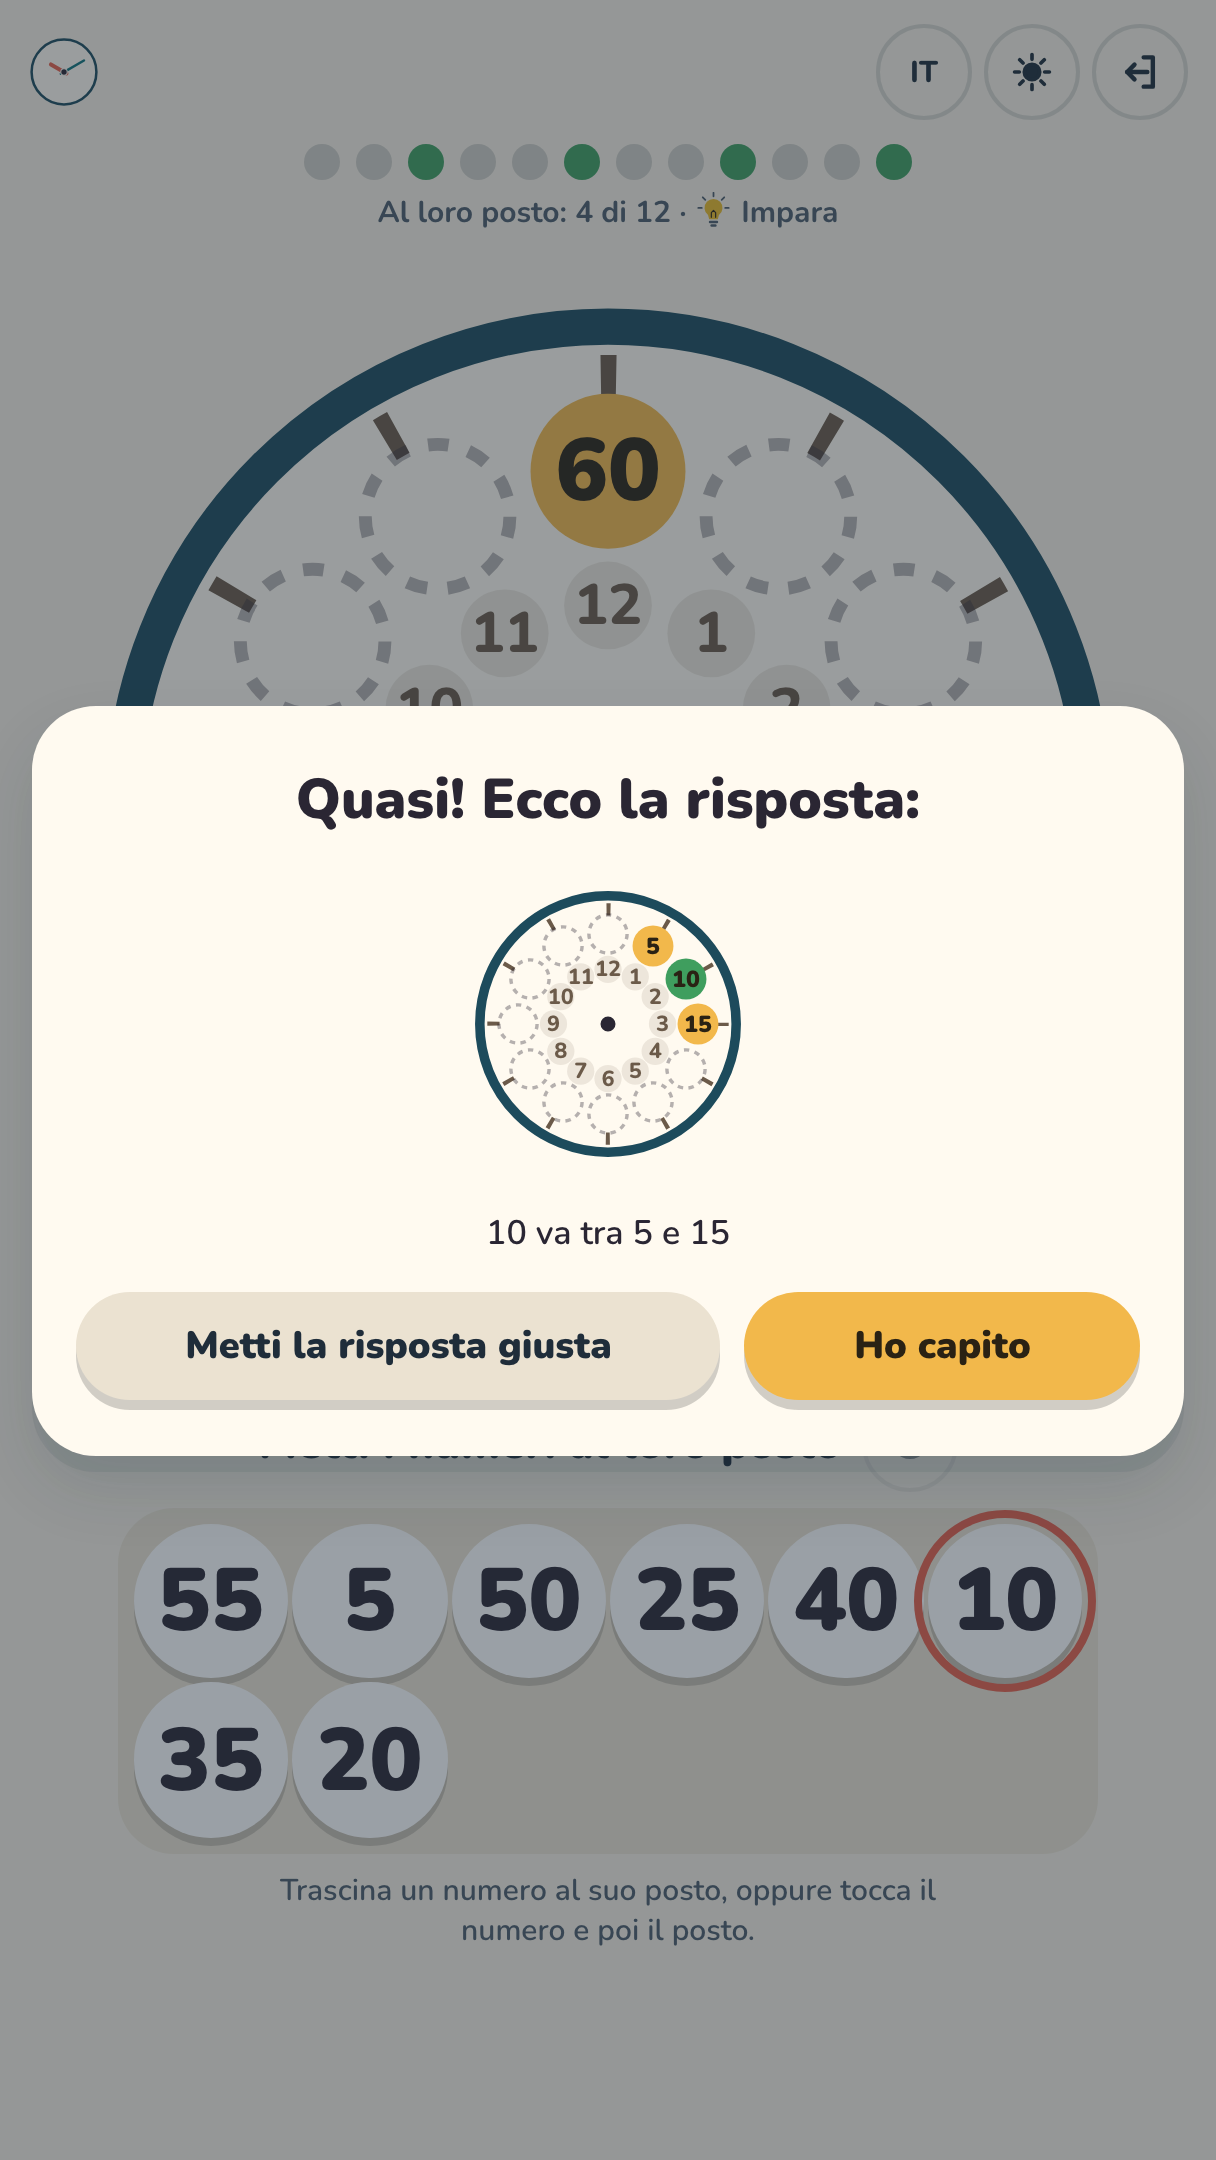 IT
Al loro posto: 4 di 12 · Impara
60
12
11
1
10
2
Quasi! Ecco la risposta:
5
12
11
1
10
10
2
9
3
15
8
4
7
5
6
10 va tra 5 e 15
Metti la risposta giusta
Ho capito
55 5 50 25 40 10
35 20
Trascina un numero al suo posto, oppure tocca il
numero e poi il posto.